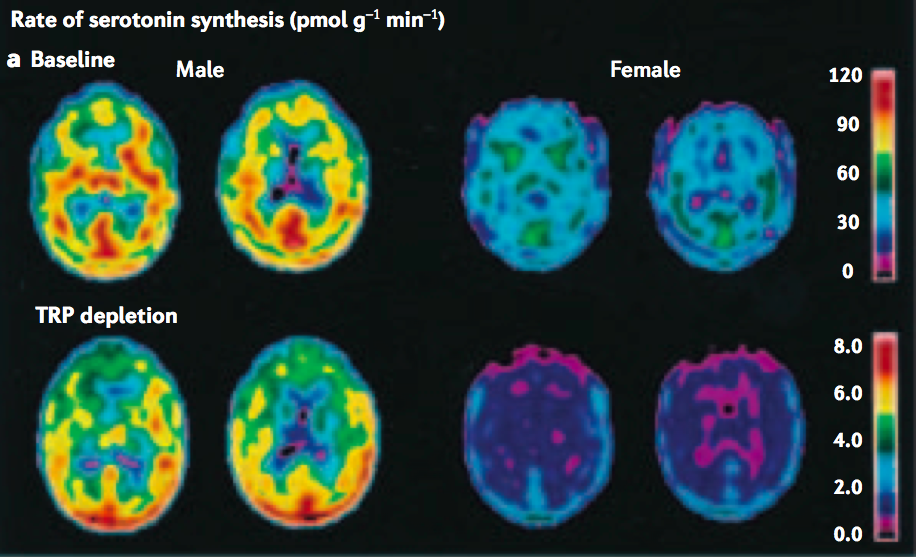 Rate of serotonin synthesis (pmol g⁻¹ min⁻¹)
a Baseline
Male
Female
120
90
60
30
0
TRP depletion
8.0
6.0
4.0
2.0
0.0